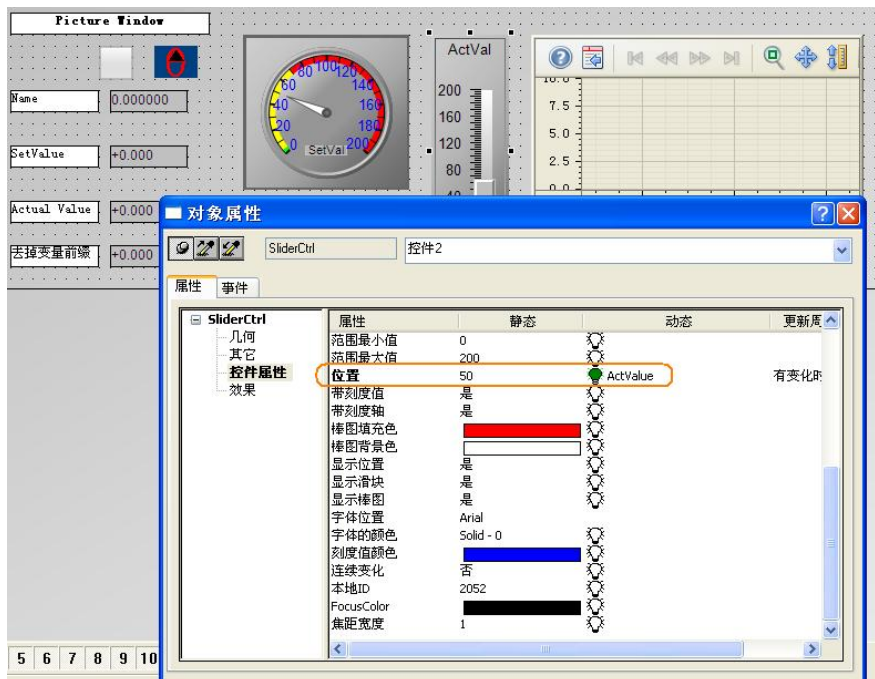 Picture Window
Name
0.000000
SetValue
+0.000
Actual Value
+0.000
去掉变量前缀
+0.000
0
20
40
60
80
100
120
140
160
180
200
SetVal
ActVal
200
160
120
80
40
10.0
7.5
5.0
2.5
0.0
对象属性
SliderCtrl 控件2
属性 事件
SliderCtrl
几何
其它
控件属性
效果
属性 静态 动态 更新周
范围最小值 0
范围最大值 200
位置 50 ActValue 有变化时
带刻度值 是
带刻度轴 是
棒图填充色
棒图背景色
显示位置 是
显示滑块 是
显示棒图 是
字体位置 Arial
字体的颜色 Solid - 0
刻度值颜色
连续变化 否
本地ID 2052
FocusColor
焦距宽度 1
5 6 7 8 9 10